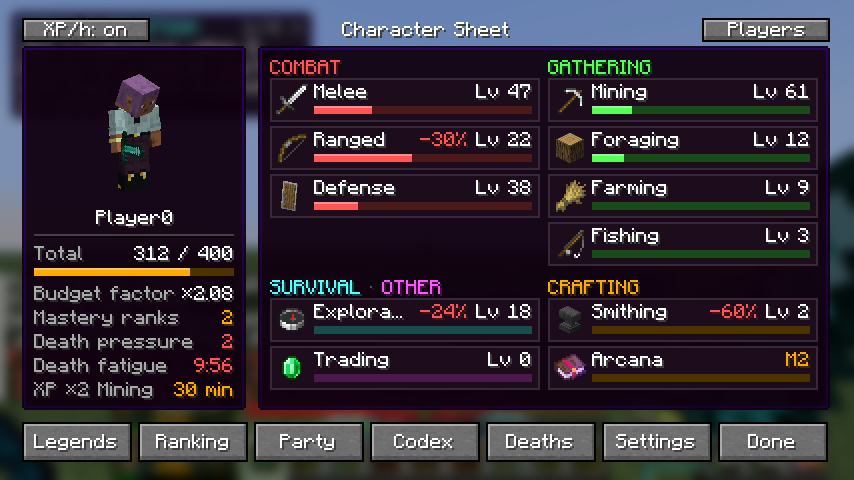 XP/h: on
Character Sheet
Players
Player0
Total 312 / 400
Budget factor ×2.08
Mastery ranks 2
Death pressure 2
Death fatigue 9:56
XP ×2 Mining 30 min
COMBAT
Melee Lv 47
Ranged -30% Lv 22
Defense Lv 38
GATHERING
Mining Lv 61
Foraging Lv 12
Farming Lv 9
Fishing Lv 3
SURVIVAL · OTHER
Explora... -24% Lv 18
Trading Lv 0
CRAFTING
Smithing -60% Lv 2
Arcana M2
Legends
Ranking
Party
Codex
Deaths
Settings
Done